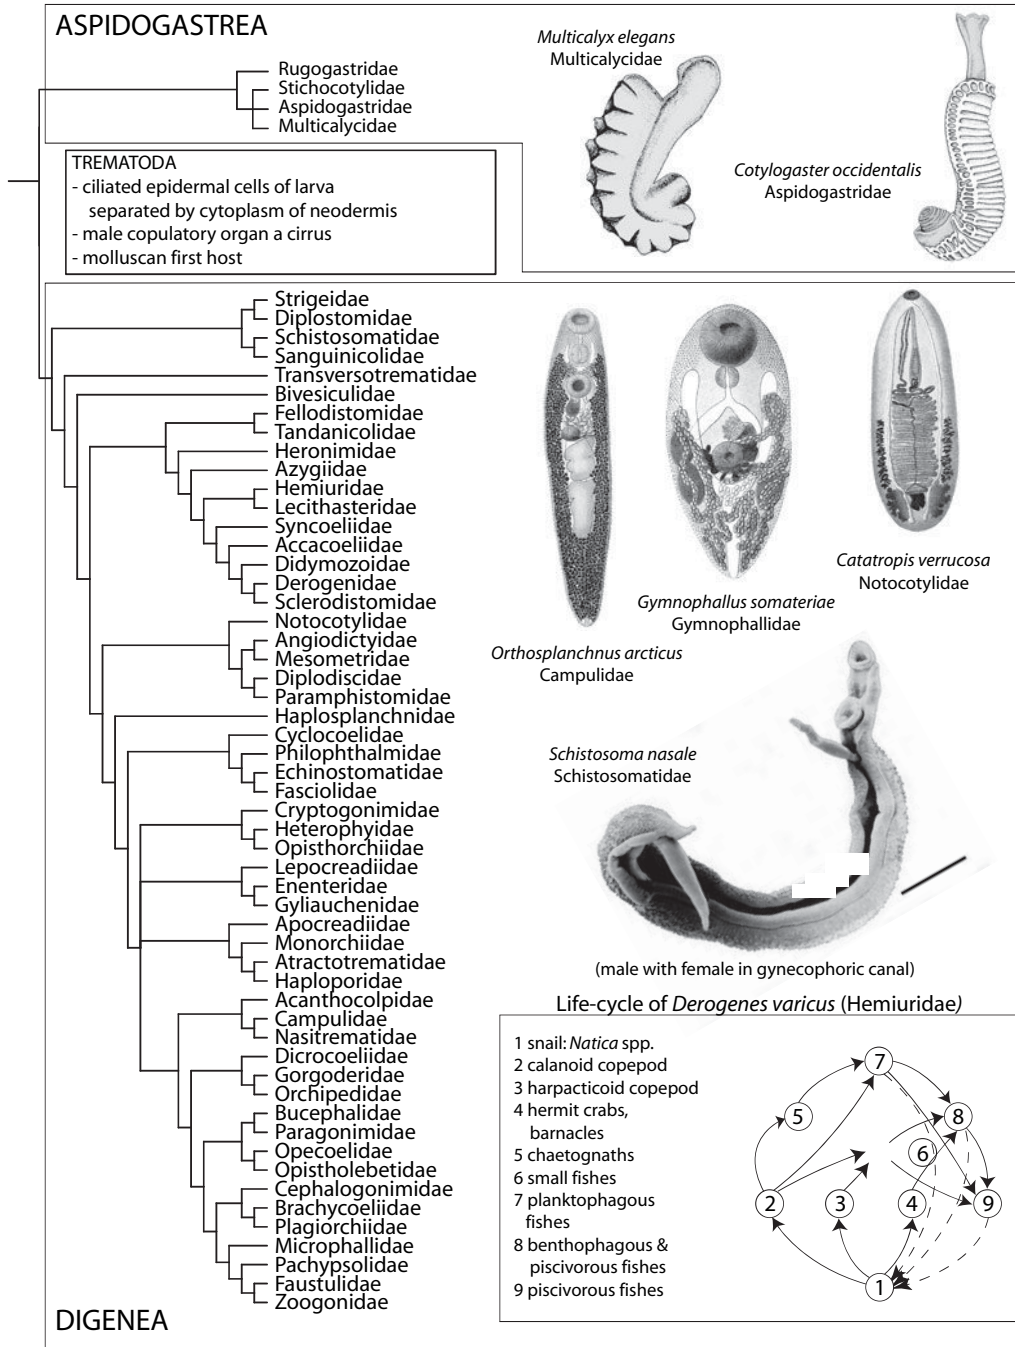 ASPIDOGASTREA
Rugogastridae
Stichocotylidae
Aspidogastridae
Multicalycidae
Multicalyx elegans
Multicalycidae
Cotylogaster occidentalis
Aspidogastridae
TREMATODA
- ciliated epidermal cells of larva
separated by cytoplasm of neodermis
- male copulatory organ a cirrus
- molluscan first host
Strigeidae
Diplostomidae
Schistosomatidae
Sanguinicolidae
Transversotrematidae
Bivesiculidae
Fellodistomidae
Tandanicolidae
Heronimidae
Azygiidae
Hemiuridae
Lecithasteridae
Syncoeliidae
Accacoeliidae
Didymozoidae
Derogenidae
Sclerodistomidae
Notocotylidae
Angiodictyidae
Mesometridae
Diplodiscidae
Paramphistomidae
Haplosplanchnidae
Cyclocoelidae
Philophthalmidae
Echinostomatidae
Fasciolidae
Cryptogonimidae
Heterophyidae
Opisthorchiidae
Lepocreadiidae
Enenteridae
Gyliauchenidae
Apocreadiidae
Monorchiidae
Atractotrematidae
Haploporidae
Acanthocolpidae
Campulidae
Nasitrematidae
Dicrocoeliidae
Gorgoderidae
Orchipedidae
Bucephalidae
Paragonimidae
Opecoelidae
Opistholebetidae
Cephalogonimidae
Brachycoeliidae
Plagiorchiidae
Microphallidae
Pachypsolidae
Faustulidae
Zoogonidae
DIGENEA
Orthosplanchnus arcticus
Campulidae
Gymnophallus somateriae
Gymnophallidae
Catatropis verrucosa
Notocotylidae
Schistosoma nasale
Schistosomatidae
(male with female in gynecophoric canal)
Life-cycle of Derogenes varicus (Hemiuridae)
1 snail: Natica spp.
2 calanoid copepod
3 harpacticoid copepod
4 hermit crabs,
barnacles
5 chaetognaths
6 small fishes
7 planktophagous
fishes
8 benthophagous &
piscivorous fishes
9 piscivorous fishes
7
5
8
6
2
3
4
9
1